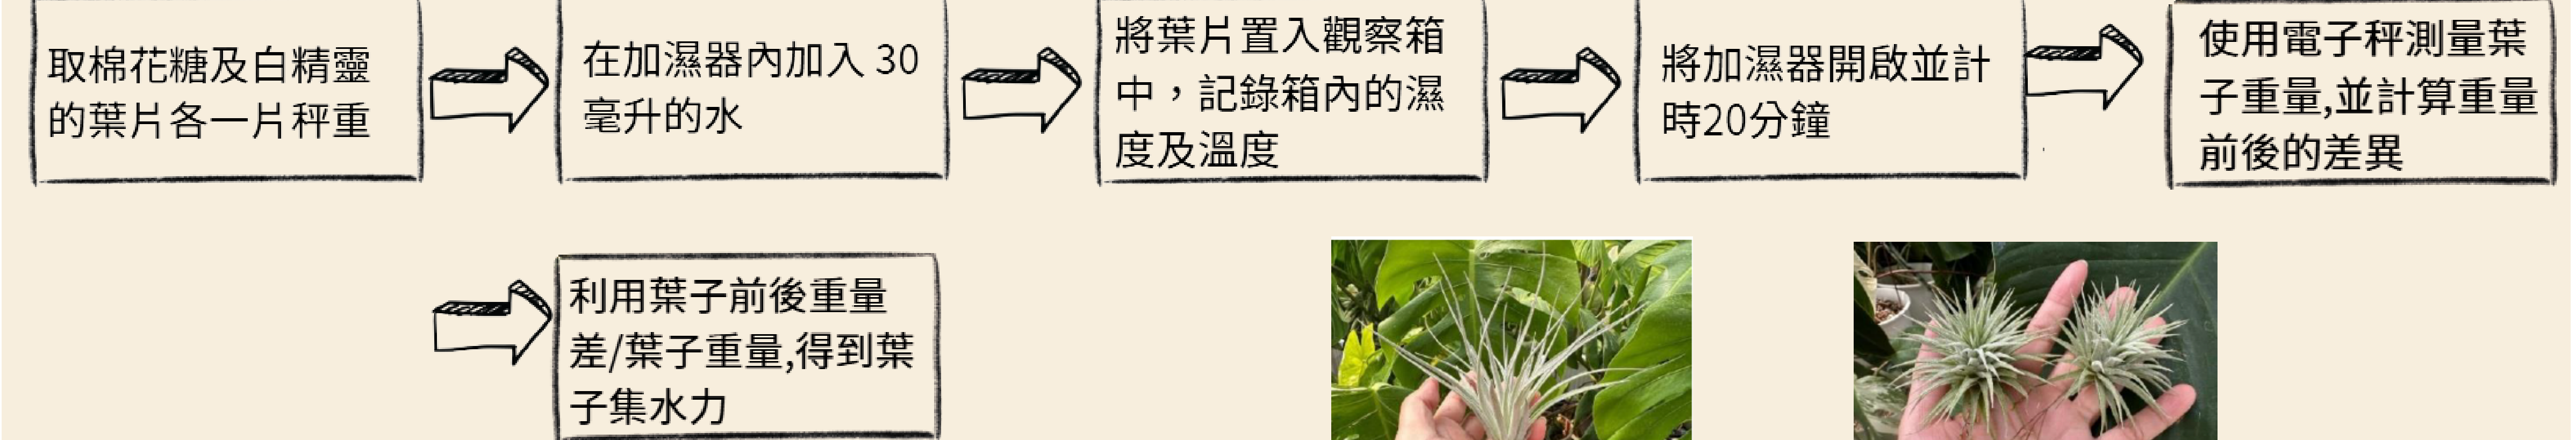 取棉花糖及白精靈
的葉片各一片秤重
在加濕器內加入 30
毫升的水
將葉片置入觀察箱
中，記錄箱內的濕
度及溫度
將加濕器開啟並計
時20分鐘
使用電子秤測量葉
子重量,並計算重量
前後的差異
利用葉子前後重量
差/葉子重量,得到葉
子集水力